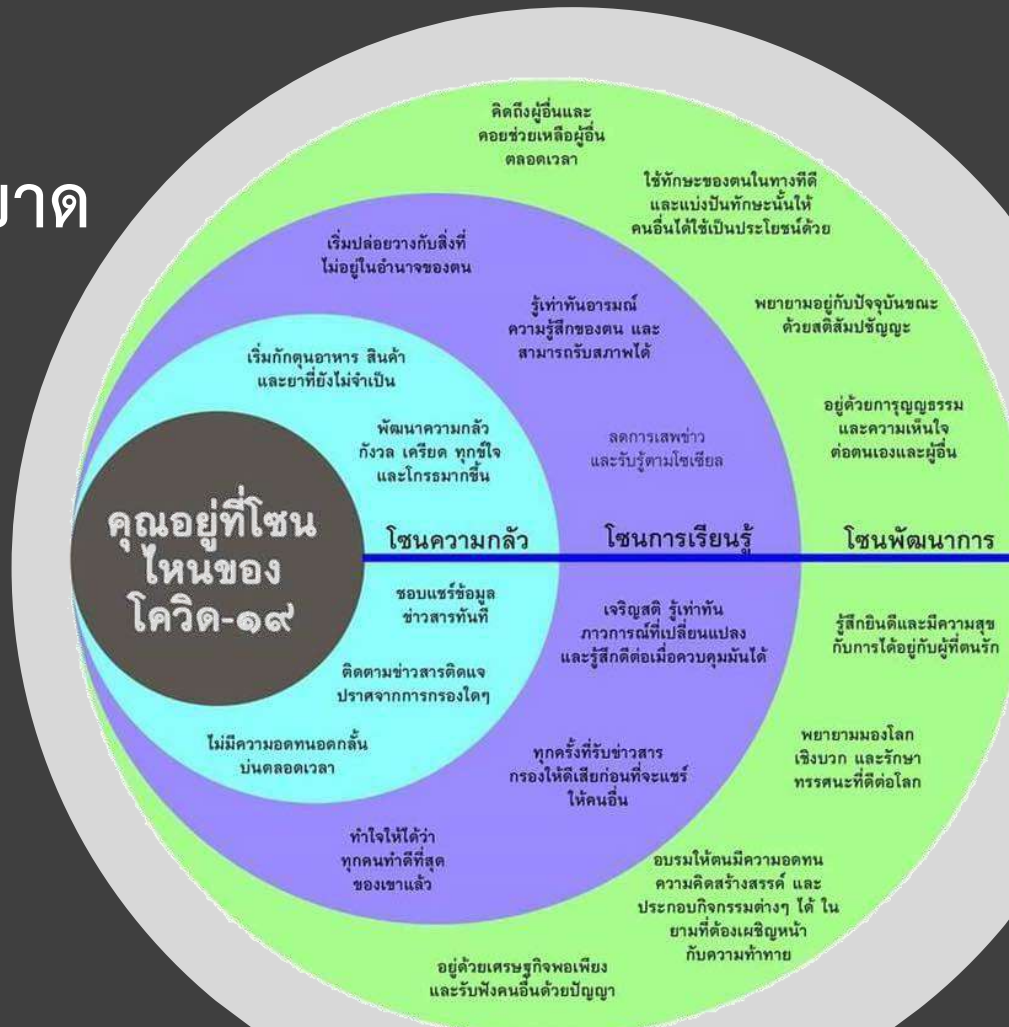 คิดถึงผู้อื่นและ
คอยช่วยเหลือผู้อื่น
ตลอดเวลา
ใช้ทักษะของตนในทางที่ดี
และแบ่งปันทักษะนั้นให้
คนอื่นได้ใช้เป็นประโยชน์ด้วย
เริ่มปล่อยวางกับสิ่งที่
ไม่อยู่ในอำนาจของตน
รู้เท่าทันอารมณ์
ความรู้สึกของตน และ
สามารถรับสภาพได้
พยายามอยู่กับปัจจุบันขณะ
ด้วยสติสัมปชัญญะ
เริ่มกักตุนอาหาร สินค้า
และยาที่ยังไม่จำเป็น
พัฒนาความกลัว
กังวล เครียด ทุกข์ใจ
และโกรธมากขึ้น
ลดการเสพข่าว
และรับรู้ตามโซเชียล
อยู่ด้วยการุญญธรรม
และความเห็นใจ
ต่อตนเองและผู้อื่น
คุณอยู่ที่โซน
ไหนของ
โควิด-๑๙
โซนความกลัว
โซนการเรียนรู้
โซนพัฒนาการ
ชอบแชร์ข้อมูล
ข่าวสารทันที
ติดตามข่าวสารติดแจ
ปราศจากการกรองใดๆ
ไม่มีความอดทนอดกลั้น
บ่นตลอดเวลา
เจริญสติ รู้เท่าทัน
ภาวการณ์ที่เปลี่ยนแปลง
และรู้สึกดีต่อเมื่อควบคุมมันได้
ทุกครั้งที่รับข่าวสาร
กรองให้ดีเสียก่อนที่จะแชร์
ให้คนอื่น
ทำใจให้ได้ว่า
ทุกคนทำดีที่สุด
ของเขาแล้ว
รู้สึกยินดีและมีความสุข
กับการได้อยู่กับผู้ที่ตนรัก
พยายามมองโลก
เชิงบวก และรักษา
ทรรศนะที่ดีต่อโลก
อบรมให้ตนมีความอดทน
ความคิดสร้างสรรค์ และ
ประกอบกิจกรรมต่างๆ ได้ ใน
ยามที่ต้องเผชิญหน้า
กับความท้าทาย
อยู่ด้วยเศรษฐกิจพอเพียง
และรับฟังคนอื่นด้วยปัญญา